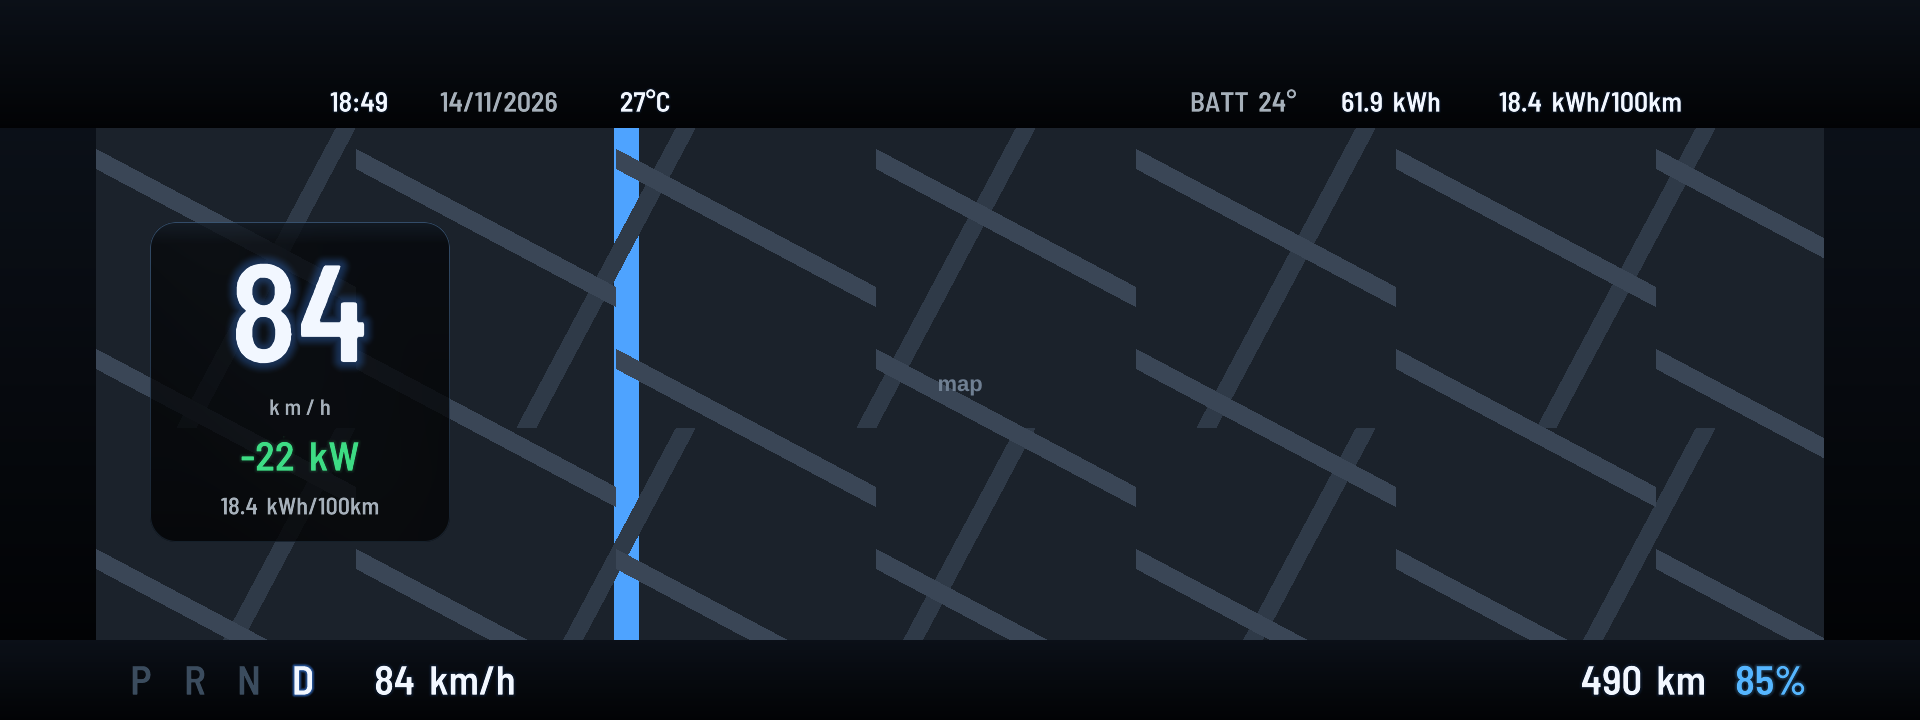 18:49 14/11/2026 27°C BATT 24° 61.9 kWh 18.4 kWh/100km
84
km/h
-22 kW
18.4 kWh/100km
map
P R N D 84 km/h 490 km 85%